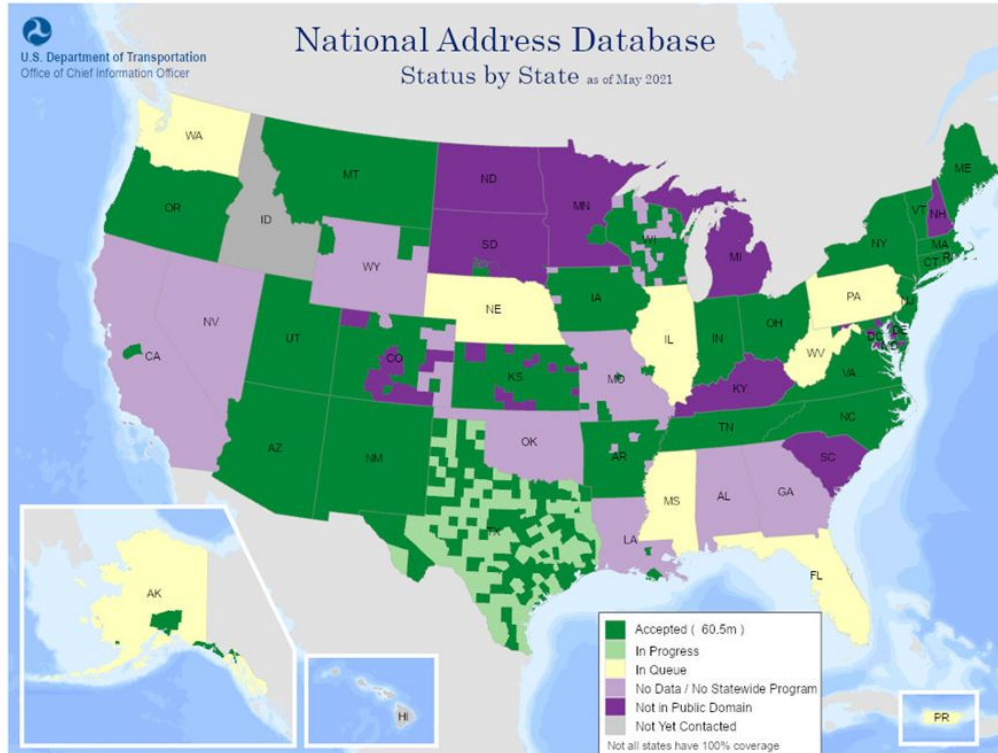 National Address Database
Status by State as of May 2021
U.S. Department of Transportation
Office of Chief Information Officer
WA
MT
ND
MN
ME
OR
ID
SD
WI
MI
VT
NH
NY
MA
CT
RI
WY
IA
NE
PA
NJ
NV
UT
CO
IL
IN
OH
DE
DC
MD
WV
VA
CA
KS
MO
KY
NC
TN
AZ
NM
OK
AR
SC
MS
AL
GA
TX
LA
FL
AK
HI
PR
Accepted ( 60.5m )
In Progress
In Queue
No Data / No Statewide Program
Not in Public Domain
Not Yet Contacted
Not all states have 100% coverage